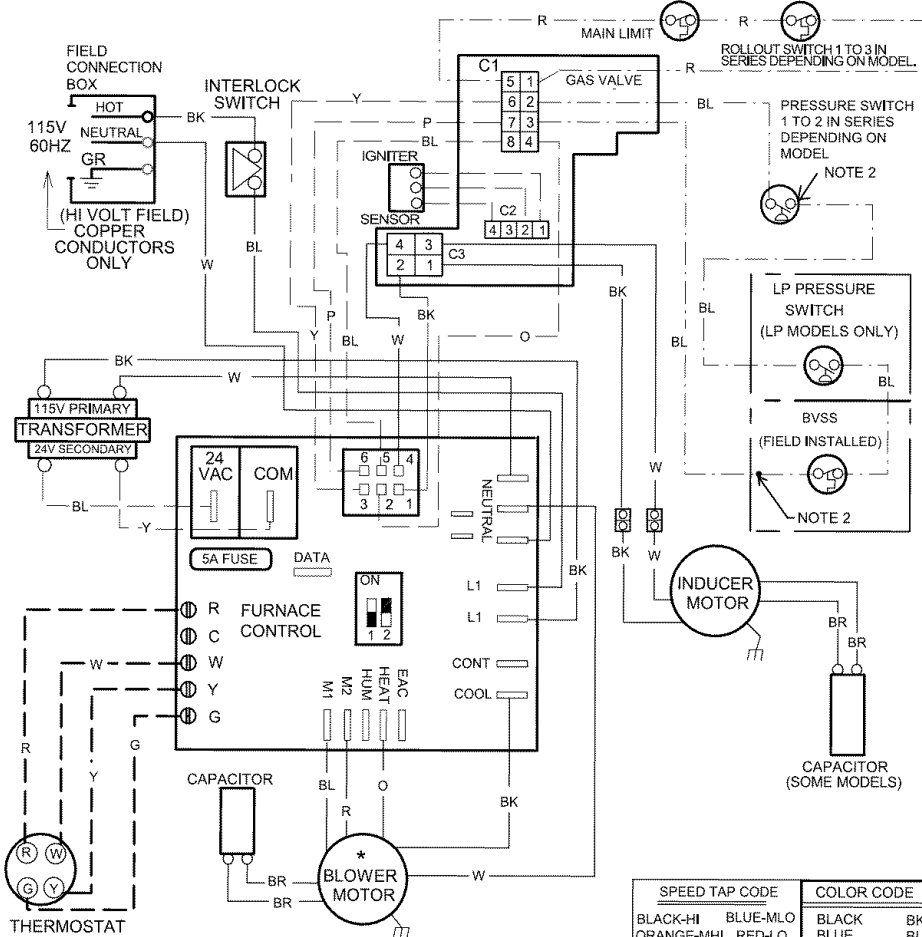 R
MAIN LIMIT
R
ROLLOUT SWITCH 1 TO 3 IN
SERIES DEPENDING ON MODEL.
FIELD
CONNECTION
BOX
HOT
115V
60HZ
NEUTRAL
GR
(HI VOLT FIELD)
COPPER
CONDUCTORS
ONLY
BK
INTERLOCK
SWITCH
BL
W
C1
5 1
6 2
7 3
8 4
GAS VALVE
R
Y
P
BL
BL
PRESSURE SWITCH
1 TO 2 IN SERIES
DEPENDING ON
MODEL
NOTE 2
IGNITER
SENSOR
C2
4 3 2 1
4 3
2 1
C3
P
Y
BL
W
BK
O
BK
W
BL
BL
LP PRESSURE
SWITCH
(LP MODELS ONLY)
BL
BVSS
(FIELD INSTALLED)
NOTE 2
BK
W
115V PRIMARY
TRANSFORMER
24V SECONDARY
BL
Y
24
VAC
COM
6 5 4
3 2 1
NEUTRAL
5A FUSE
DATA
ON
1 2
FURNACE
CONTROL
R
C
W
Y
G
L1
L1
CONT
COOL
M1
M2
HUM
HEAT
EAC
BK
BK
W
INDUCER
MOTOR
BR
BR
CAPACITOR
(SOME MODELS)
W
R
Y
G
R W
G Y
THERMOSTAT
CAPACITOR
BL
R
O
BK
W
BR
BR
*
BLOWER
MOTOR
SPEED TAP CODE
BLACK-HI BLUE-MLO
ORANGE-MHI RED-LO
COLOR CODE
BLACK BK
BLUE BL